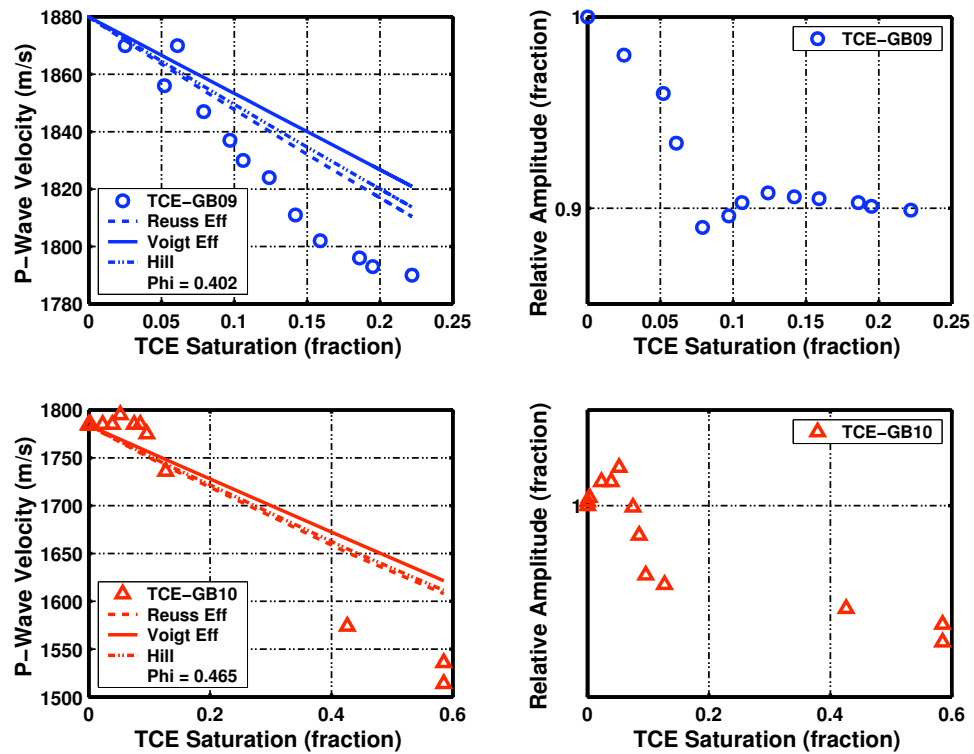 1880
1860
1840
1820
1800
1780
P-Wave Velocity (m/s)
TCE-GB09
Reuss Eff
Voigt Eff
Hill
Phi = 0.402
0
0.05
0.1
0.15
0.2
0.25
TCE Saturation (fraction)
1
0.9
Relative Amplitude (fraction)
TCE-GB09
0
0.05
0.1
0.15
0.2
0.25
TCE Saturation (fraction)
1800
1750
1700
1650
1600
1550
1500
P-Wave Velocity (m/s)
TCE-GB10
Reuss Eff
Voigt Eff
Hill
Phi = 0.465
0
0.2
0.4
0.6
TCE Saturation (fraction)
1
Relative Amplitude (fraction)
TCE-GB10
0
0.2
0.4
0.6
TCE Saturation (fraction)